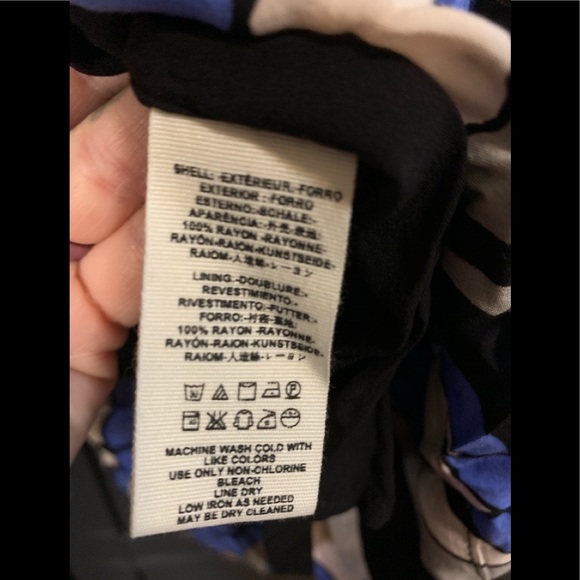 SHELL:-EXTÉRIEUR.-FORRO
EXTERIOR:-FORRO
ESTERNO:-SCHALE:-
APARÊNCIA:-外壳-表地:
100% RAYON -RAYONNE-
RAYÓN-RAION-KUNSTSEIDE-
RAIOM-人造絲-レーヨン
LINING:-DOUBLURE:-
REVESTIMIENTO:-
RIVESTIMENTO:-FUTTER:-
FORRO:-衬裡-裏地:
100% RAYON -RAYONNE-
RAYÓN-RAION-KUNSTSEIDE-
RAIOM-人造絲-レーヨン
MACHINE WASH COLD WITH
LIKE COLORS
USE ONLY NON-CHLORINE
BLEACH
LINE DRY
LOW IRON AS NEEDED
MAY BE DRY CLEANED